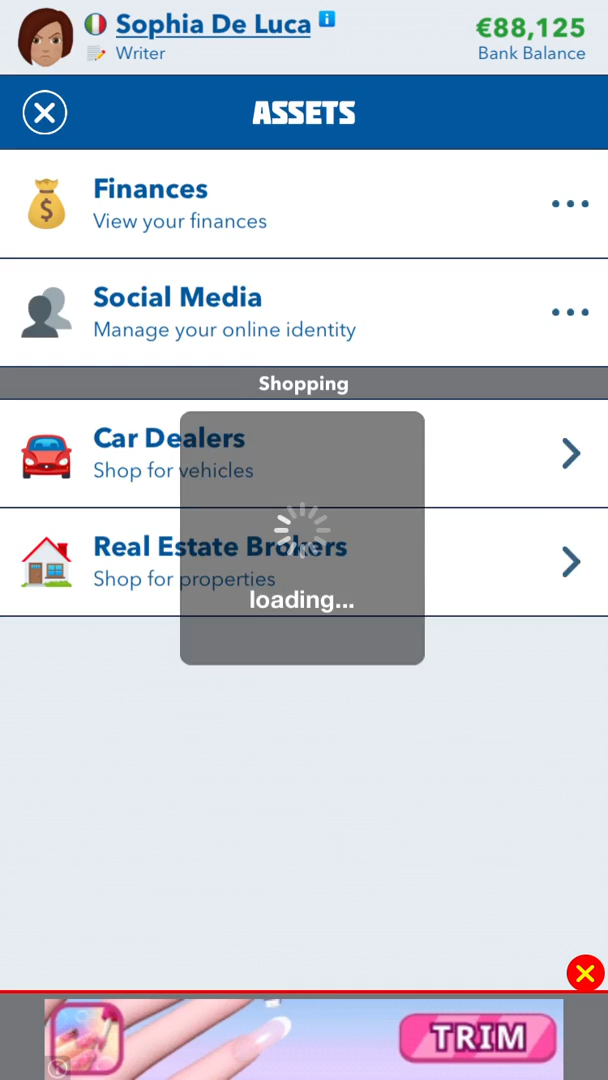 Sophia De Luca
Writer
€88,125
Bank Balance
ASSETS
Finances
View your finances
Social Media
Manage your online identity
Shopping
Car Dealers
Shop for vehicles
Real Estate Brokers
Shop for properties
loading...
TRIM